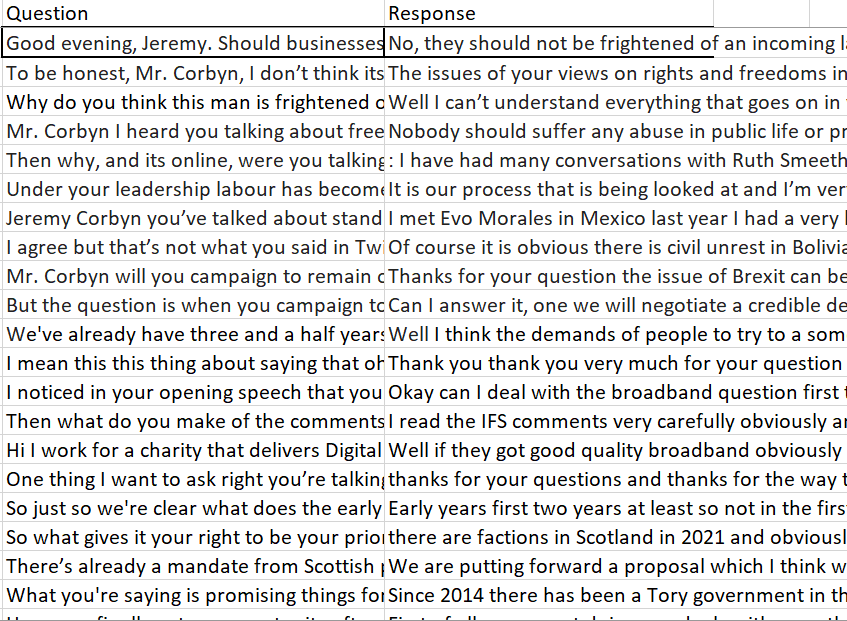 Question Response
Good evening, Jeremy. Should businesses No, they should not be frightened of an incoming
To be honest, Mr. Corbyn, I don’t think its The issues of your views on rights and freedoms in
Why do you think this man is frightened Well I can’t understand everything that goes on in
Mr. Corbyn I heard you talking about free Nobody should suffer any abuse in public life or
Then why, and its online, were you talking : I have had many conversations with Ruth Smeeth
Under your leadership labour has become It is our process that is being looked at and I’m
Jeremy Corbyn you’ve talked about stand I met Evo Morales in Mexico last year I had a very
I agree but that’s not what you said in Of course it is obvious there is civil unrest in Bolivia
Mr. Corbyn will you campaign to remain Thanks for your question the issue of Brexit can be
But the question is when you campaign Can I answer it, one we will negotiate a credible
We've already have three and a half years Well I think the demands of people to try to a
I mean this this thing about saying that Thank you thank you very much for your question
I noticed in your opening speech that you Okay can I deal with the broadband question first
Then what do you make of the comments I read the IFS comments very carefully obviously
Hi I work for a charity that delivers Digital Well if they got good quality broadband obviously
One thing I want to ask right you’re talking thanks for your questions and thanks for the way
So just so we're clear what does the early Early years first two years at least so not in the
So what gives it your right to be your there are factions in Scotland in 2021 and
There’s already a mandate from Scottish We are putting forward a proposal which I think
What you're saying is promising things for Since 2014 there has been a Tory government in